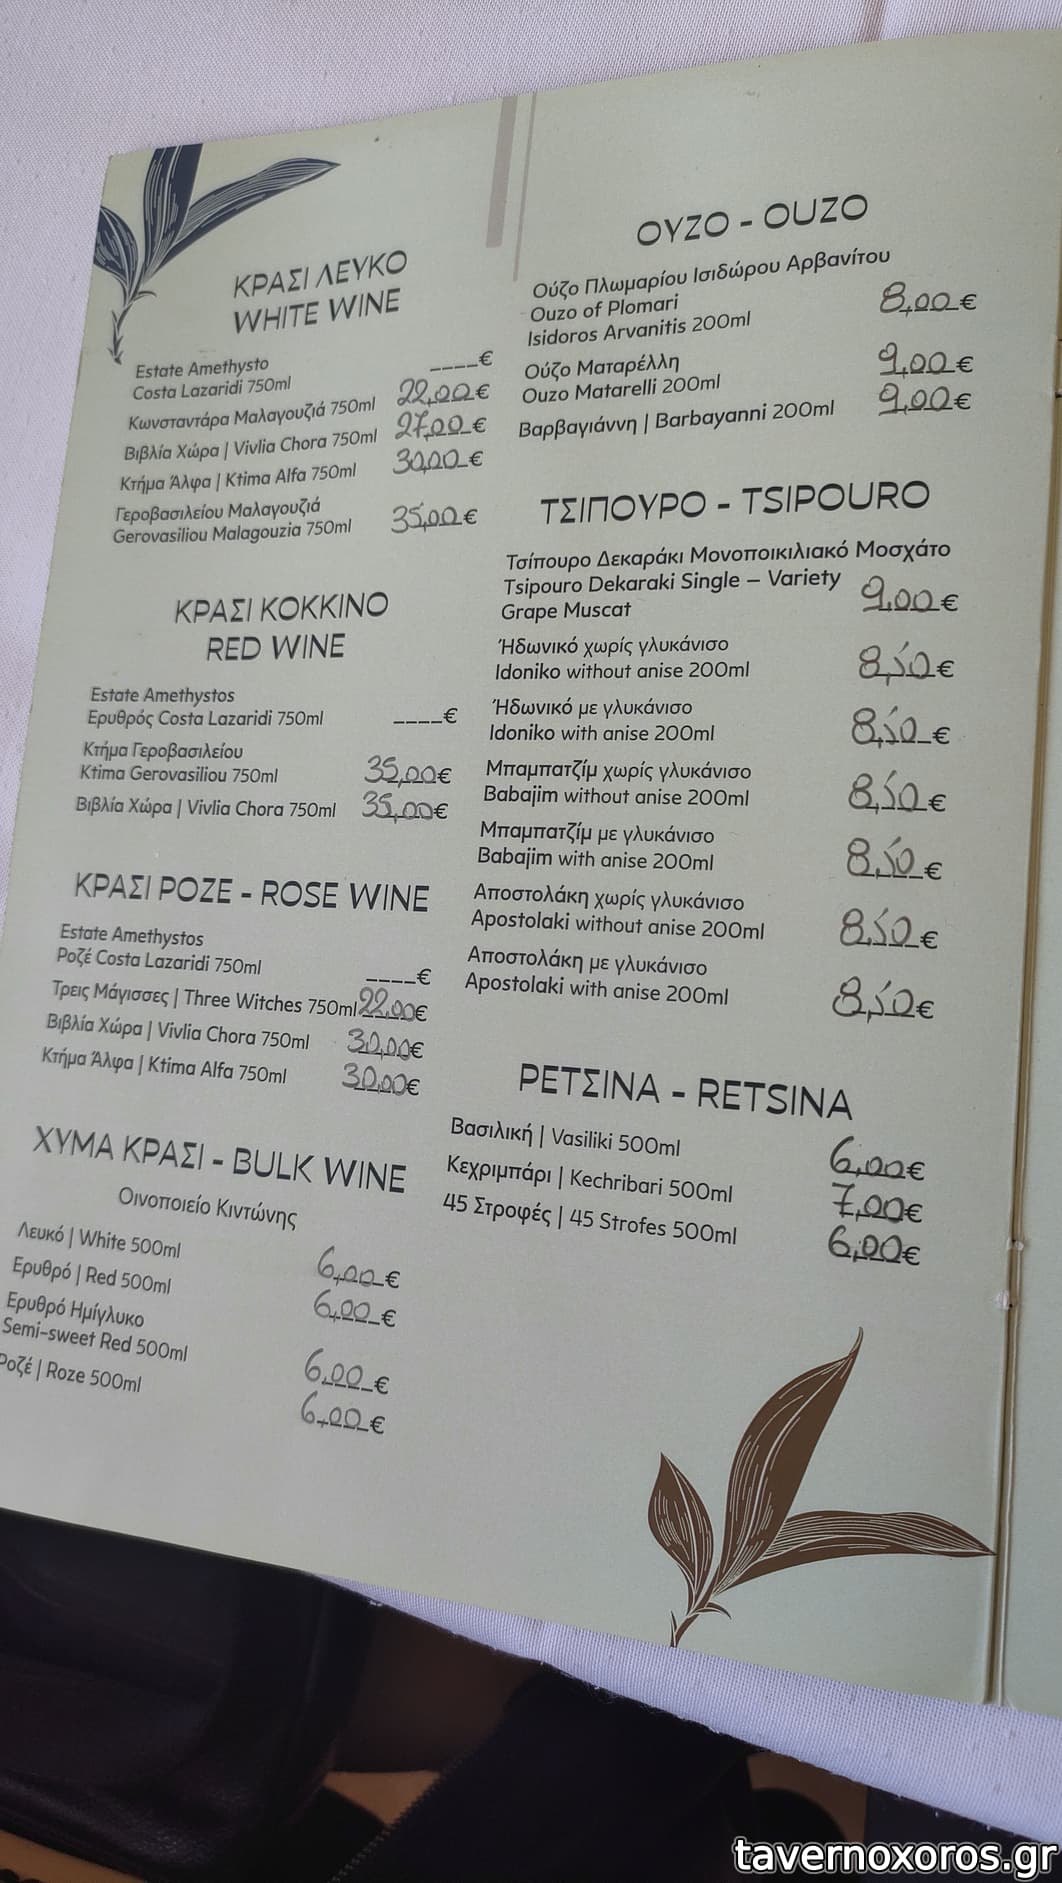 ΚΡΑΣΙ ΛΕΥΚΟ
WHITE WINE
Estate Amethysto
Costa Lazaridi 750ml ____€
Κωνσταντάρα Μαλαγουζιά 750ml 22,00€
Βιβλία Χώρα | Vivlia Chora 750ml 27,00€
Κτήμα Άλφα | Ktima Alfa 750ml 30,00€
Γεροβασιλείου Μαλαγουζιά
Gerovasiliou Malagouzia 750ml 35,00€
ΚΡΑΣΙ ΚΟΚΚΙΝΟ
RED WINE
Estate Amethystos
Ερυθρός Costa Lazaridi 750ml ____€
Κτήμα Γεροβασιλείου
Ktima Gerovasiliou 750ml 35,00€
Βιβλία Χώρα | Vivlia Chora 750ml 35,00€
ΚΡΑΣΙ ΡΟΖΕ - ROSE WINE
Estate Amethystos
Ροζέ Costa Lazaridi 750ml ____€
Τρεις Μάγισσες | Three Witches 750ml 22,00€
Βιβλία Χώρα | Vivlia Chora 750ml 30,00€
Κτήμα Άλφα | Ktima Alfa 750ml 30,00€
ΧΥΜΑ ΚΡΑΣΙ - BULK WINE
Οινοποιείο Κιντώνης
Λευκό | White 500ml 6,00€
Ερυθρό | Red 500ml 6,00€
Ερυθρό Ημίγλυκο
Semi-sweet Red 500ml 6,00€
Ροζέ | Roze 500ml 6,00€
ΟΥΖΟ - OUZO
Ούζο Πλωμαρίου Ισιδώρου Αρβανίτου
Ouzo of Plomari
Isidoros Arvanitis 200ml 8,00€
Ούζο Ματαρέλλη
Ouzo Matarelli 200ml 9,00€
Βαρβαγιάννη | Barbayanni 200ml 9,00€
ΤΣΙΠΟΥΡΟ - TSIPOURO
Τσίπουρο Δεκαράκι Μονοποικιλιακό Μοσχάτο
Tsipouro Dekaraki Single – Variety
Grape Muscat 9,00€
Ήδωνικό χωρίς γλυκάνισο
Idoniko without anise 200ml 8,50€
Ήδωνικό με γλυκάνισο
Idoniko with anise 200ml 8,50€
Μπαμπατζίμ χωρίς γλυκάνισο
Babajim without anise 200ml 8,50€
Μπαμπατζίμ με γλυκάνισο
Babajim with anise 200ml 8,50€
Αποστολάκη χωρίς γλυκάνισο
Apostolaki without anise 200ml 8,50€
Αποστολάκη με γλυκάνισο
Apostolaki with anise 200ml 8,50€
ΡΕΤΣΙΝΑ - RETSINA
Βασιλική | Vasiliki 500ml 6,00€
Κεχριμπάρι | Kechribari 500ml 7,00€
45 Στροφές | 45 Strofes 500ml 6,00€
tavernoxoros.gr